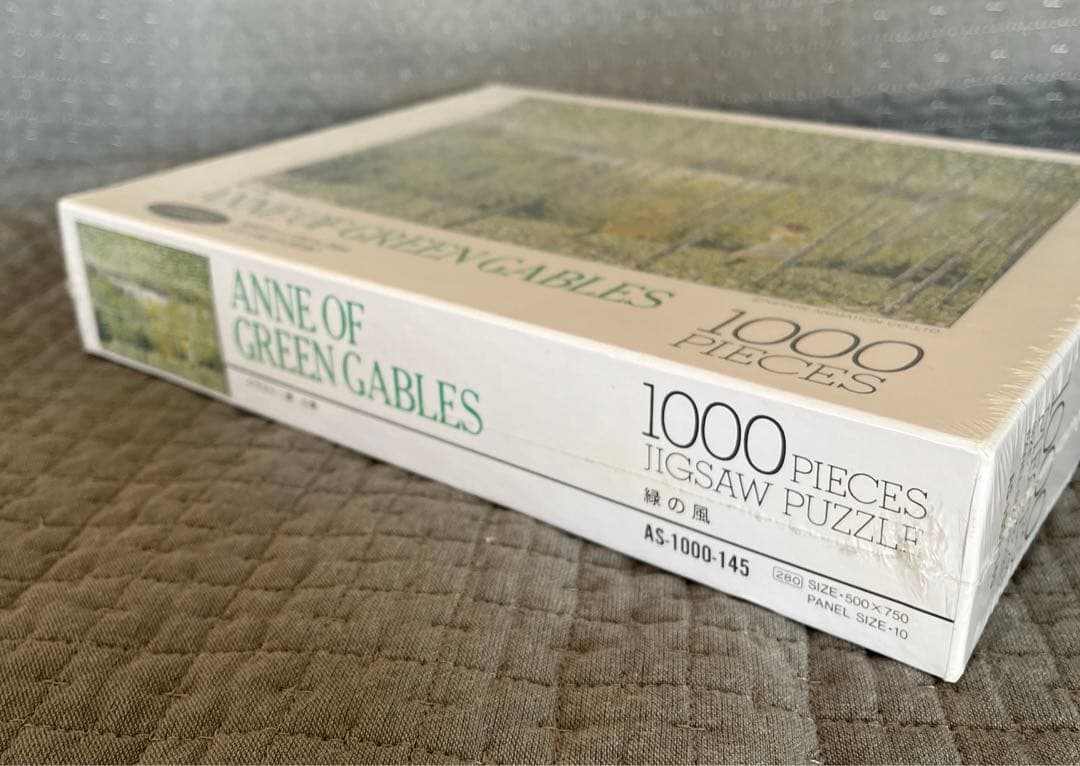 ANNE OF GREEN GABLES
1000
PIECES
ANNE OF
GREEN GABLES
1000 PIECES
JIGSAW PUZZLE
緑の風
AS-1000-145
280 SIZE・500×750
PANEL SIZE・10